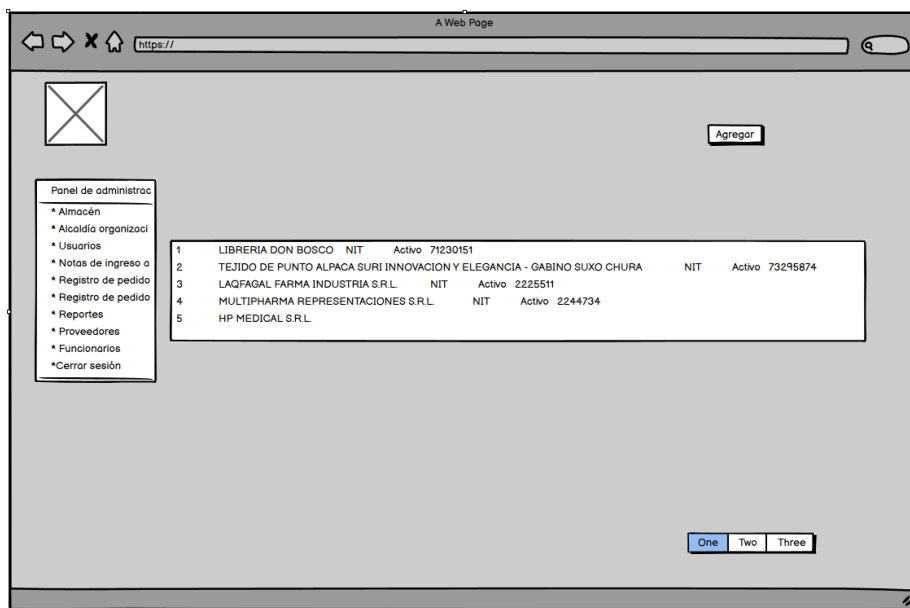 A Web Page
https://
Agregar
Panel de administrac
* Almacén
* Alcaldía organizaci
* Usuarios
* Notas de ingreso a
* Registro de pedido
* Registro de pedido
* Reportes
* Proveedores
* Funcionarios
*Cerrar sesión
1 LIBRERIA DON BOSCO NIT Activo 71230151
2 TEJIDO DE PUNTO ALPACA SURI INNOVACION Y ELEGANCIA - GABINO SUXO CHURA NIT Activo 73295874
3 LAQFAGAL FARMA INDUSTRIA S.R.L. NIT Activo 2225511
4 MULTIPHARMA REPRESENTACIONES S.R.L. NIT Activo 2244734
5 HP MEDICAL S.R.L.
One Two Three